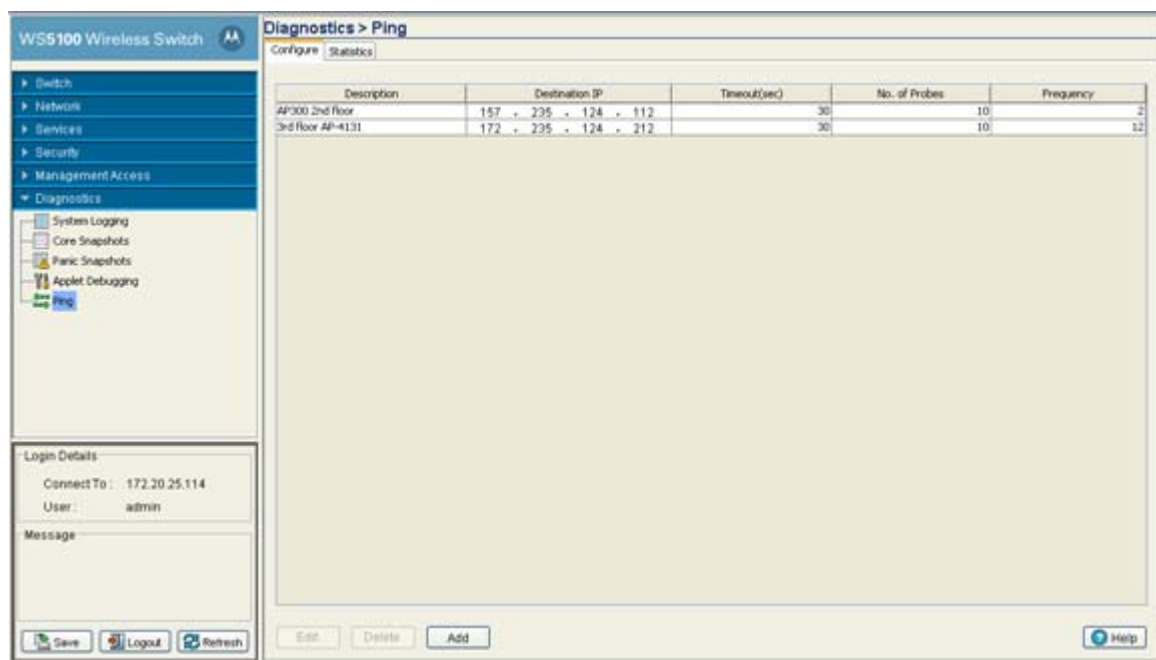 WS5100 Wireless Switch
Switch
Network
Services
Security
Management Access
Diagnostics
System Logging
Core Snapshots
Panic Snapshots
Applet Debugging
Ping
Login Details
Connect To : 172.20.25.114
User : admin
Message
Save Logout Refresh
Diagnostics > Ping
Configure Statistics
Description Destination IP Timeout(sec) No. of Probes Frequency
AP300 2nd floor 157 . 235 . 124 . 112 30 10 2
3rd floor AP-4131 172 . 235 . 124 . 212 30 10 12
Edit Delete Add Help